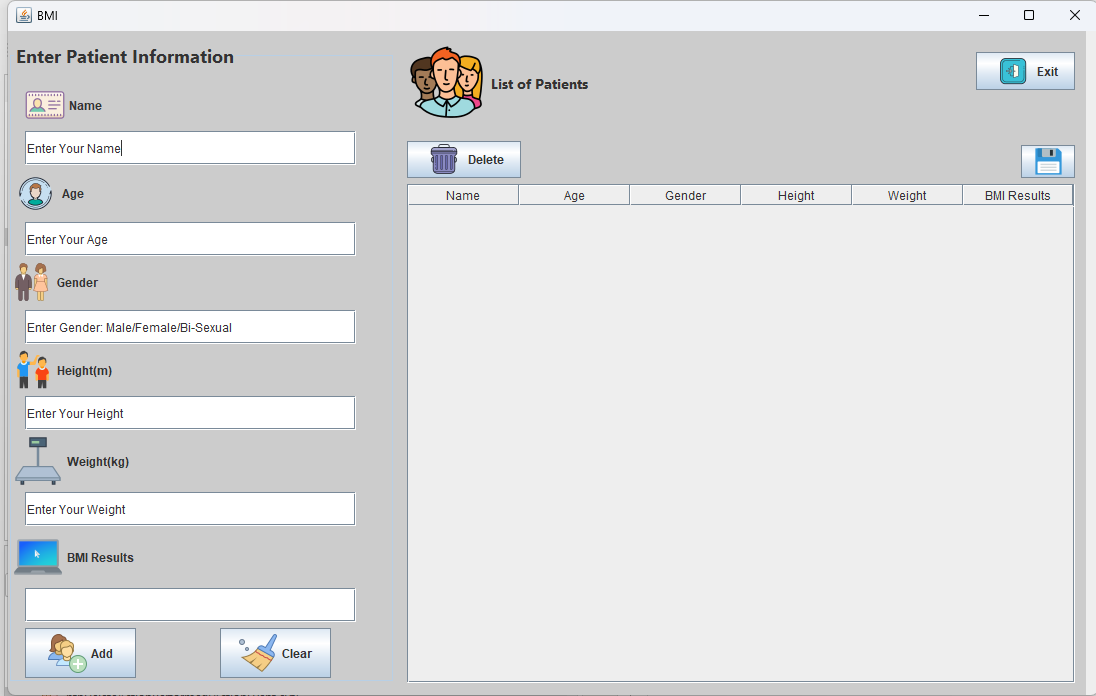 BMI
Enter Patient Information
Name
Enter Your Name
Age
Enter Your Age
Gender
Enter Gender: Male/Female/Bi-Sexual
Height(m)
Enter Your Height
Weight(kg)
Enter Your Weight
BMI Results
Add
Clear
List of Patients
Exit
Delete
Name Age Gender Height Weight BMI Results